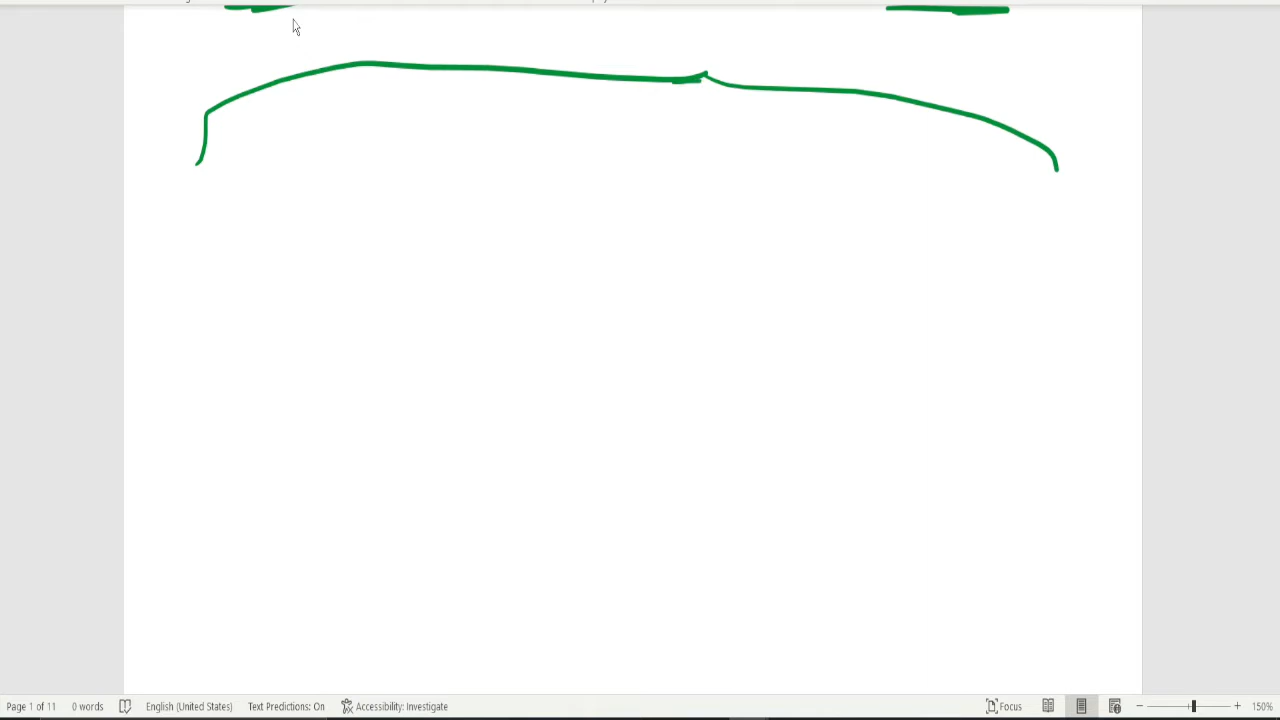 Page 1 of 11 0 words English (United States) Text Predictions: On Accessibility: Investigate Focus 150%